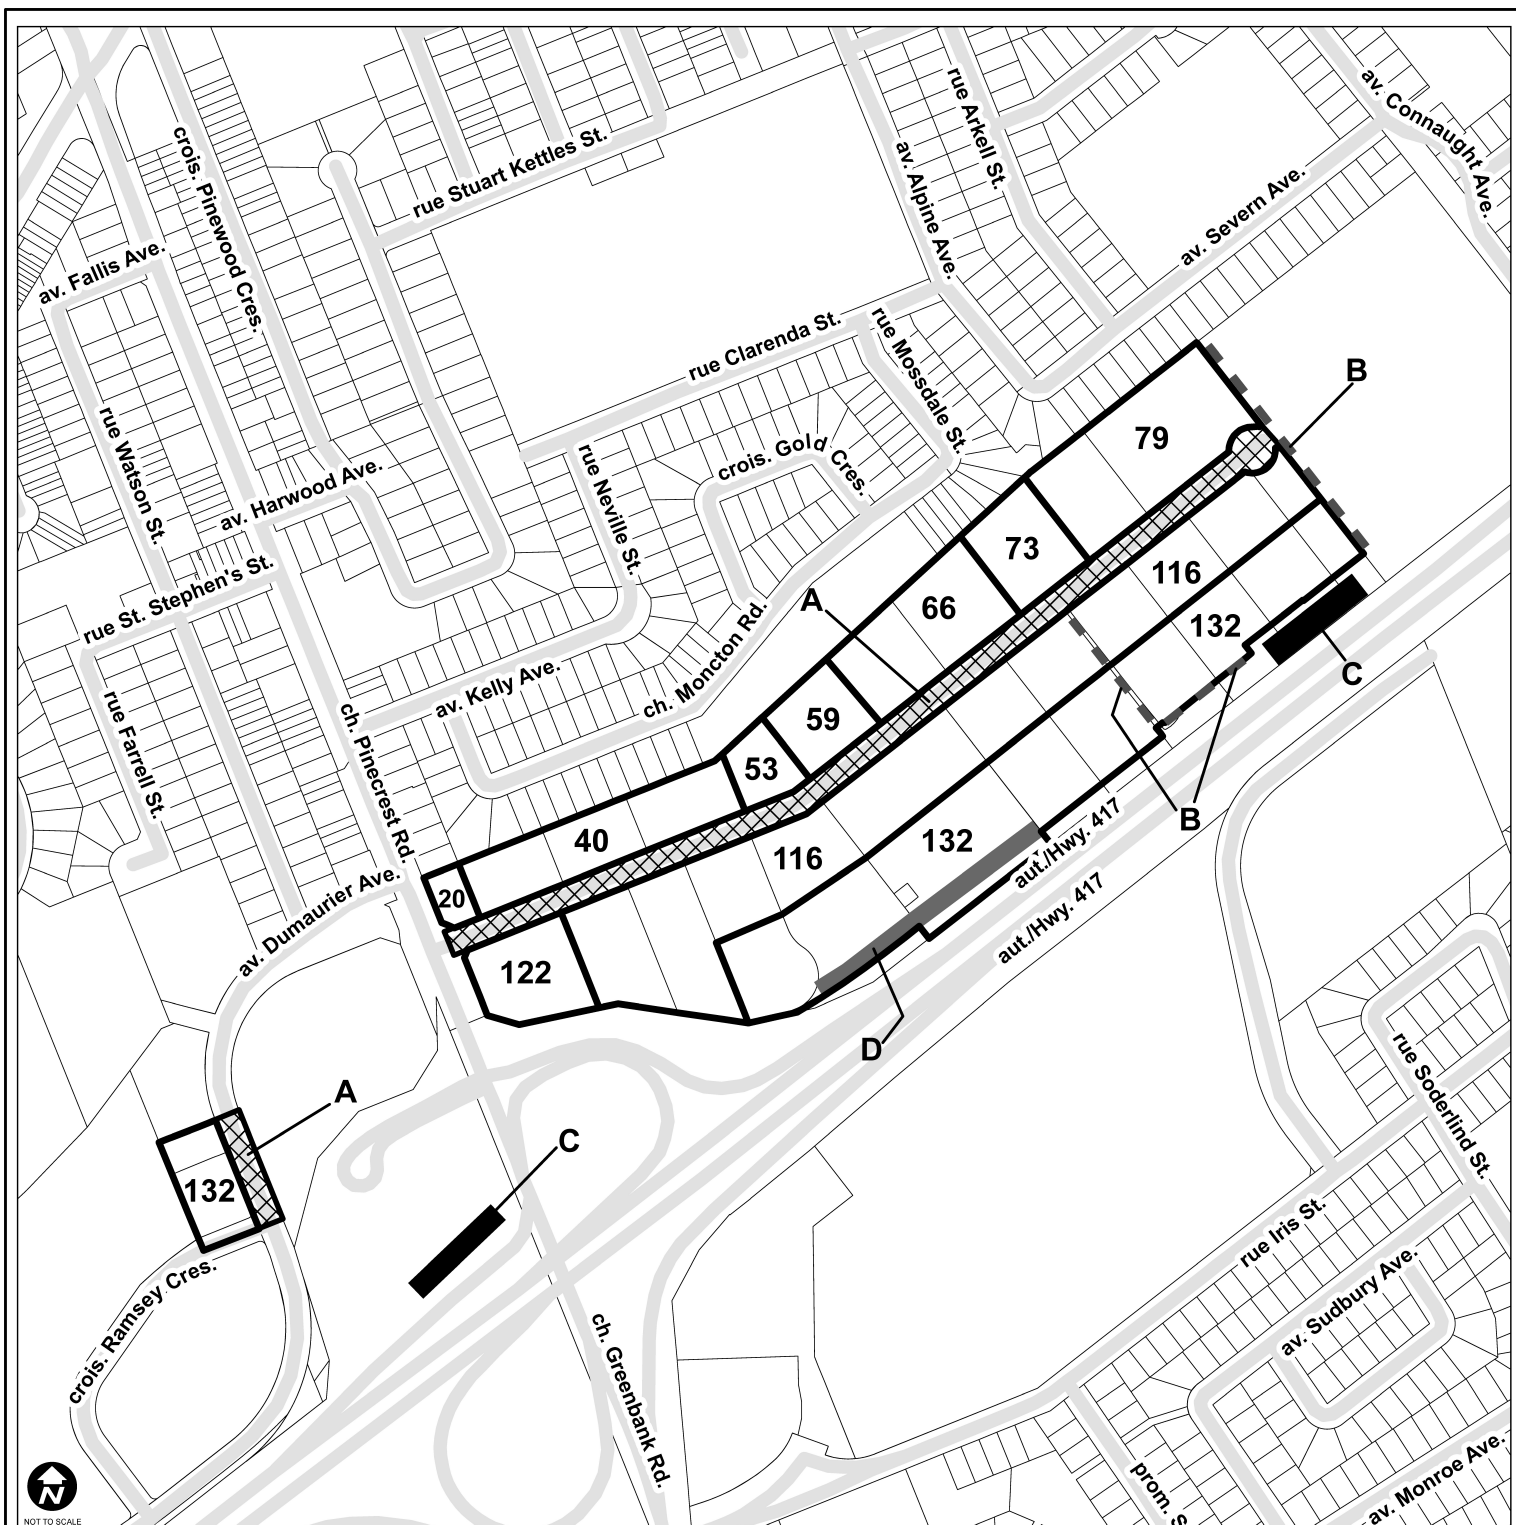 av. Connaught Ave.
rue Arkell St.
crois. Pinewood Cres.
rue Stuart Kettles St.
av. Alpine Ave.
av. Severn Ave.
av. Fallis Ave.
rue Clarenda St.
rue Mossdale St.
B
rue Watson St.
79
crois. Gold Cres.
rue Neville St.
av. Harwood Ave.
73
116
rue St. Stephen's St.
A
66
132
ch. Moncton Rd.
C
av. Kelly Ave.
59
rue Farrell St.
ch. Pinecrest Rd.
53
B
40
132
aut./Hwy. 417
116
20
av. Dumaurier Ave.
aut./Hwy. 417
122
D
rue Soderlind St.
A
C
132
rue Iris St.
crois. Ramsey Cres.
av. Sudbury Ave.
ch. Greenbank Rd.
N
prom. S
av. Monroe Ave.
NOT TO SCALE